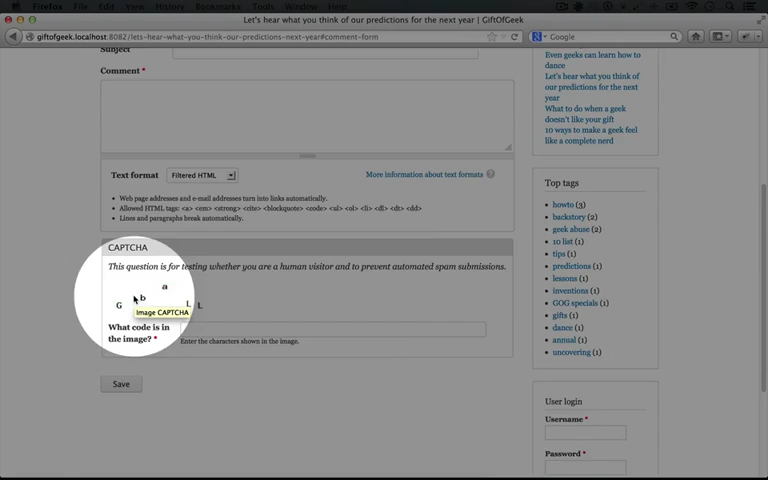 Firefox File Edit View History Bookmarks Tools Window Help
Let's hear what you think of our predictions for the next year | GiftOfGeek
giftofgeek.localhost:8082/lets-hear-what-you-think-our-predictions-next-year#comment-form
Google
Subject
Comment *
Text format
Filtered HTML
More information about text formats ?
• Web page addresses and e-mail addresses turn into links automatically.
• Allowed HTML tags: <a> <em> <strong> <cite> <blockquote> <code> <ul> <ol> <li> <dl> <dt> <dd>
• Lines and paragraphs break automatically.
CAPTCHA
This question is for testing whether you are a human visitor and to prevent automated spam submissions.
G b a L L
Image CAPTCHA
What code is in
the image? *
Enter the characters shown in the image.
Save
Even geeks can learn how to
dance
Let's hear what you think of
our predictions for the next
year
What to do when a geek
doesn't like your gift
10 ways to make a geek feel
like a complete nerd
Top tags
howto (3)
backstory (2)
geek abuse (2)
10 list (1)
tips (1)
predictions (1)
lessons (1)
inventions (1)
GOG specials (1)
gifts (1)
dance (1)
annual (1)
uncovering (1)
User login
Username *
Password *